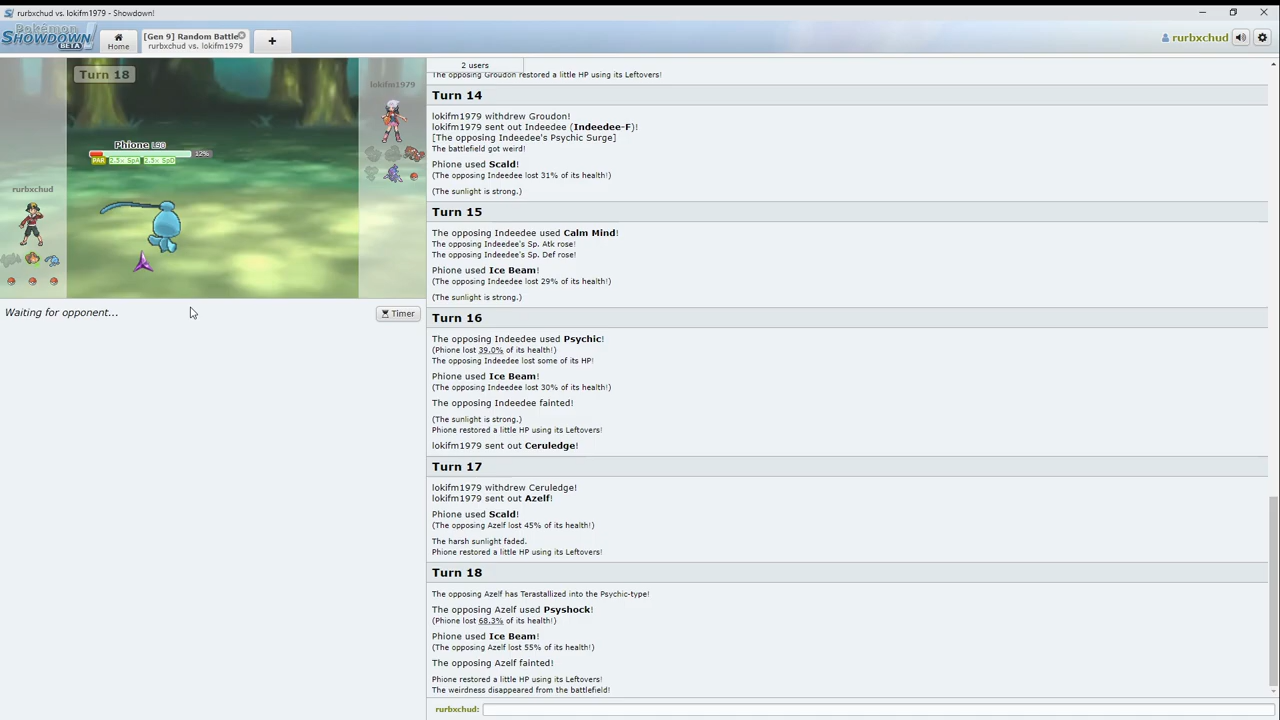 rurbxchud vs. lokifm1979 - Showdown!
Pokémon
SHOWDOWN
BETA
Home
[Gen 9] Random Battle
rurbxchud vs. lokifm1979
+
rurbxchud
Turn 18
lokifm1979
Phione L90
12%
PAR 2.5× SpA 2.5× SpD
rurbxchud
Waiting for opponent...
Timer
2 users
The opposing Groudon restored a little HP using its Leftovers!
Turn 14
lokifm1979 withdrew Groudon!
lokifm1979 sent out Indeedee (Indeedee-F)!
[The opposing Indeedee's Psychic Surge]
The battlefield got weird!
Phione used Scald!
(The opposing Indeedee lost 31% of its health!)
(The sunlight is strong.)
Turn 15
The opposing Indeedee used Calm Mind!
The opposing Indeedee's Sp. Atk rose!
The opposing Indeedee's Sp. Def rose!
Phione used Ice Beam!
(The opposing Indeedee lost 29% of its health!)
(The sunlight is strong.)
Turn 16
The opposing Indeedee used Psychic!
(Phione lost 39.0% of its health!)
The opposing Indeedee lost some of its HP!
Phione used Ice Beam!
(The opposing Indeedee lost 30% of its health!)
The opposing Indeedee fainted!
(The sunlight is strong.)
Phione restored a little HP using its Leftovers!
lokifm1979 sent out Ceruledge!
Turn 17
lokifm1979 withdrew Ceruledge!
lokifm1979 sent out Azelf!
Phione used Scald!
(The opposing Azelf lost 45% of its health!)
The harsh sunlight faded.
Phione restored a little HP using its Leftovers!
Turn 18
The opposing Azelf has Terastallized into the Psychic-type!
The opposing Azelf used Psyshock!
(Phione lost 68.3% of its health!)
Phione used Ice Beam!
(The opposing Azelf lost 55% of its health!)
The opposing Azelf fainted!
Phione restored a little HP using its Leftovers!
The weirdness disappeared from the battlefield!
rurbxchud: